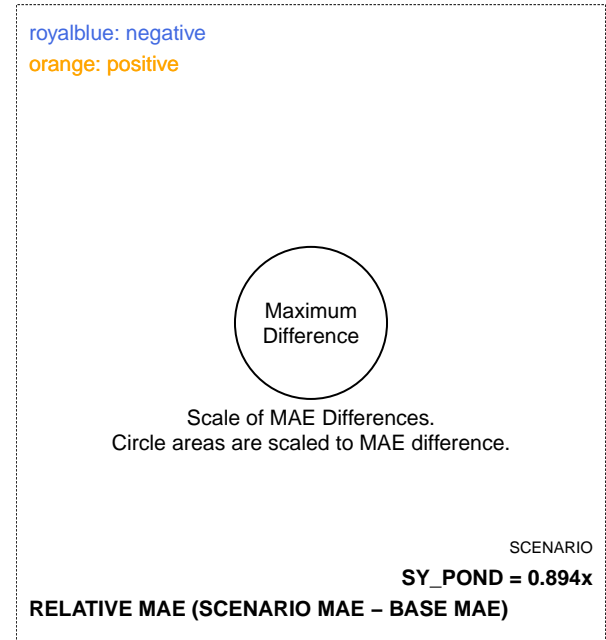 royalblue: negative
orange: positive
Maximum
Difference
Scale of MAE Differences.
Circle areas are scaled to MAE difference.
SCENARIO
SY_POND = 0.894x
RELATIVE MAE (SCENARIO MAE − BASE MAE)